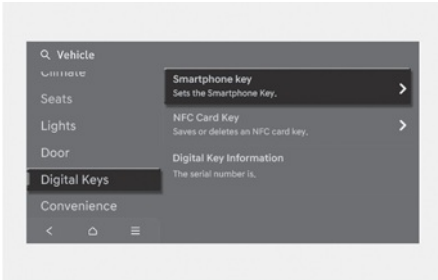 Vehicle
Climate
Seats
Lights
Door
Digital Keys
Convenience
Smartphone key
Sets the Smartphone Key.
NFC Card Key
Saves or deletes an NFC card key.
Digital Key Information
The serial number is.